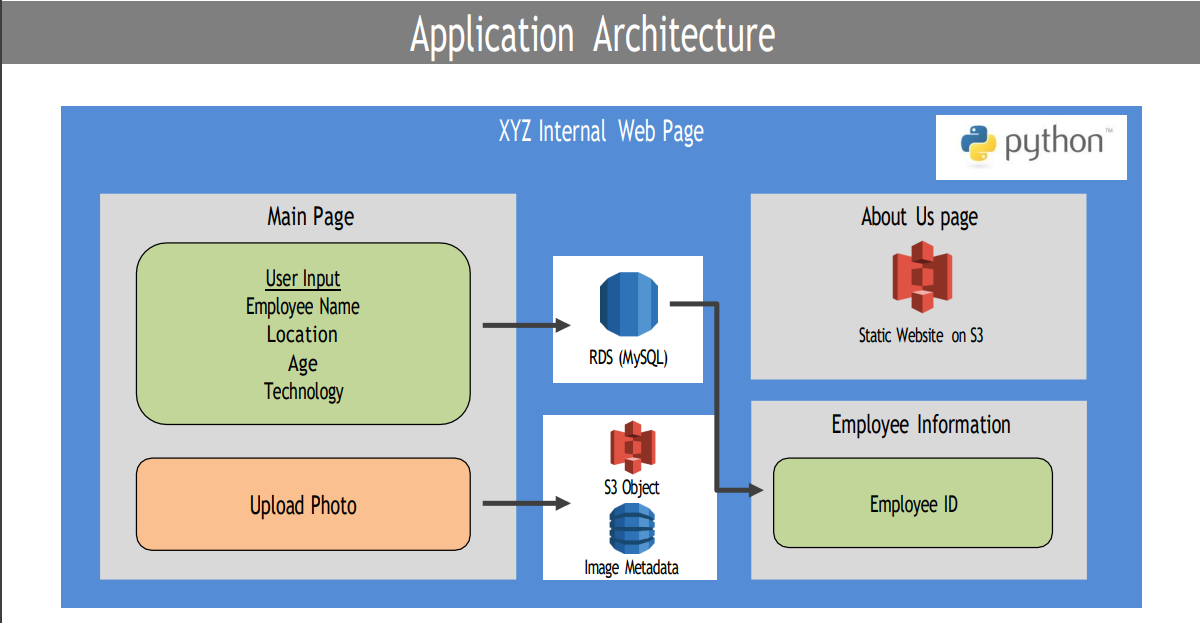 Application Architecture
XYZ Internal Web Page
python™
Main Page
User Input
Employee Name
Location
Age
Technology
Upload Photo
RDS (MySQL)
S3 Object
Image Metadata
About Us page
Static Website on S3
Employee Information
Employee ID